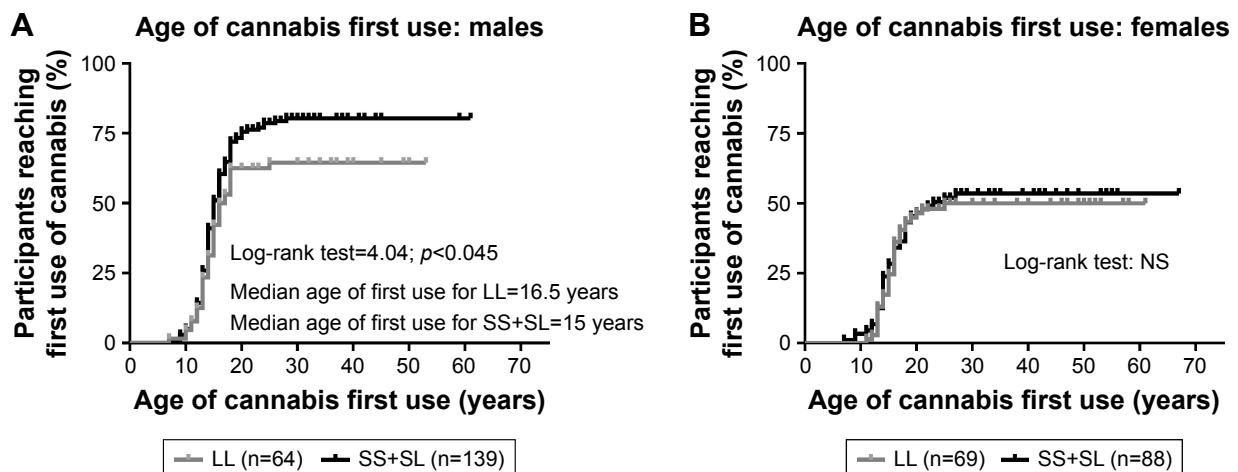 A
Age of cannabis first use: males
Participants reaching
first use of cannabis (%)
100
75
50
25
0
Log-rank test=4.04; p<0.045
Median age of first use for LL=16.5 years
Median age of first use for SS+SL=15 years
0 10 20 30 40 50 60 70
Age of cannabis first use (years)
LL (n=64) SS+SL (n=139)
B
Age of cannabis first use: females
Participants reaching
first use of cannabis (%)
100
75
50
25
0
Log-rank test: NS
0 10 20 30 40 50 60 70
Age of cannabis first use (years)
LL (n=69) SS+SL (n=88)